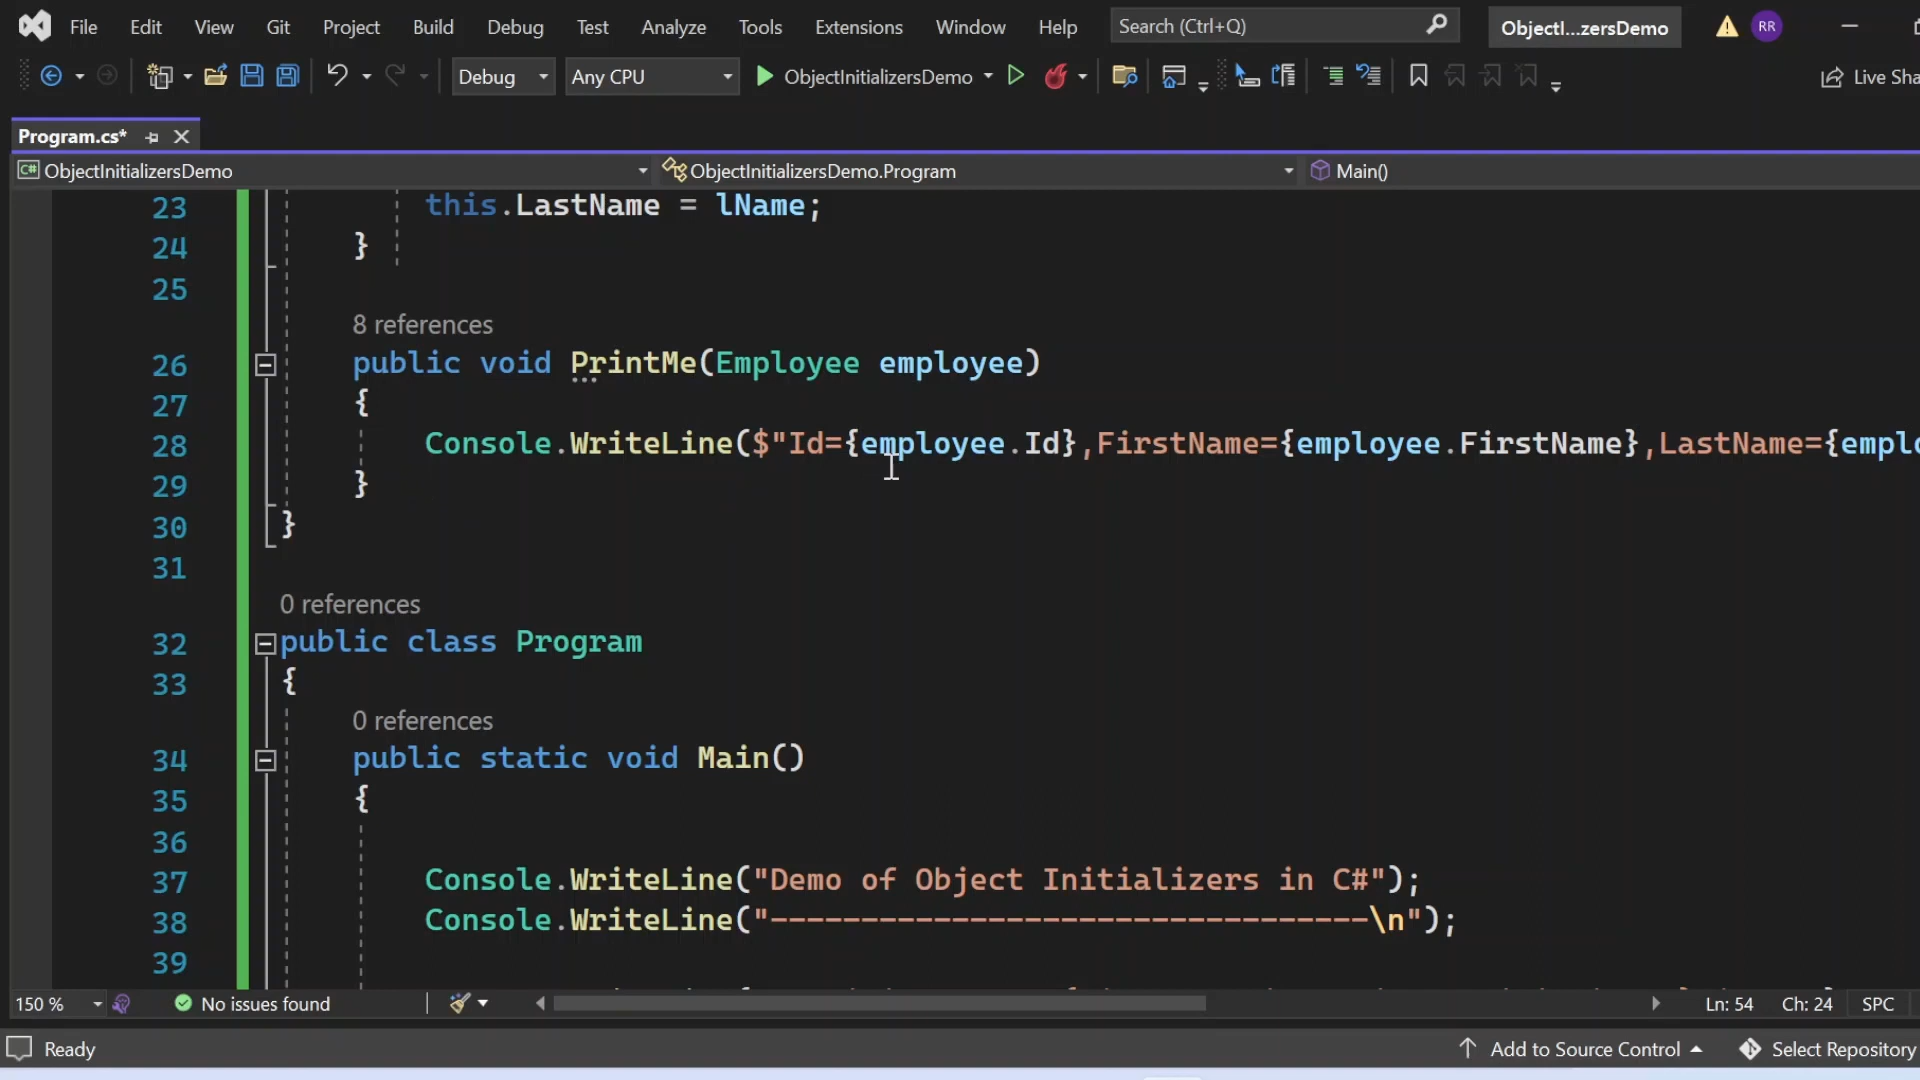 File Edit View Git Project Build Debug Test Analyze Tools Extensions Window Help Search (Ctrl+Q) ObjectI...zersDemo RR
Debug Any CPU ObjectInitializersDemo Live Sha
Program.cs*
C# ObjectInitializersDemo ObjectInitializersDemo.Program Main()
23 this.LastName = lName;
24 }
25
8 references
26 public void PrintMe(Employee employee)
27 {
28 Console.WriteLine($"Id={employee.Id},FirstName={employee.FirstName},LastName={emplo
29 }
30 }
31
0 references
32 public class Program
33 {
0 references
34 public static void Main()
35 {
36
37 Console.WriteLine("Demo of Object Initializers in C#");
38 Console.WriteLine("---------------------------------\n");
39
150 % No issues found Ln: 54 Ch: 24 SPC
Ready Add to Source Control Select Repository